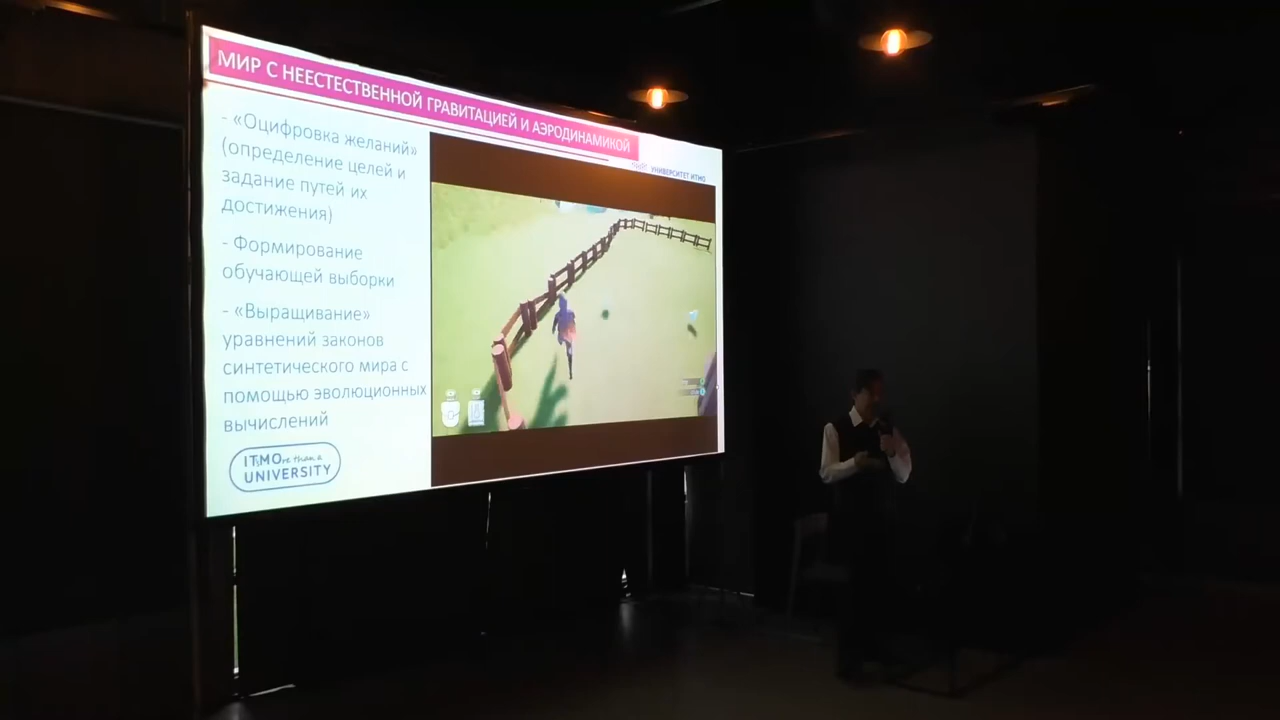 МИР С НЕЕСТЕСТВЕННОЙ ГРАВИТАЦИЕЙ И АЭРОДИНАМИКОЙ
УНИВЕРСИТЕТ ИТМО
- «Оцифровка желаний»
(определение целей и
задание путей их
достижения)
- Формирование
обучающей выборки
- «Выращивание»
уравнений законов
синтетического мира с
помощью эволюционных
вычислений
ITMOre than a
UNIVERSITY